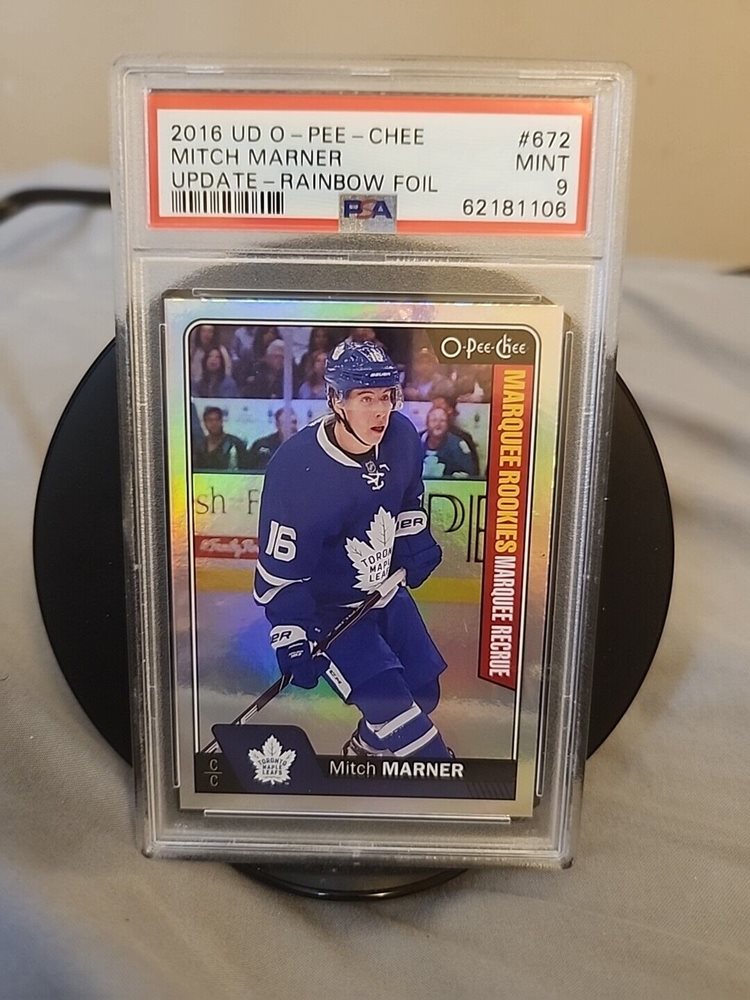 2016 UD O-PEE-CHEE #672
MITCH MARNER MINT
UPDATE-RAINBOW FOIL 9
PSA 62181106
O-Pee-Chee
MARQUEE ROOKIES MARQUEE RECRUE
16
TORONTO
MAPLE
LEAFS
C
C
TORONTO
MAPLE
LEAFS
Mitch MARNER